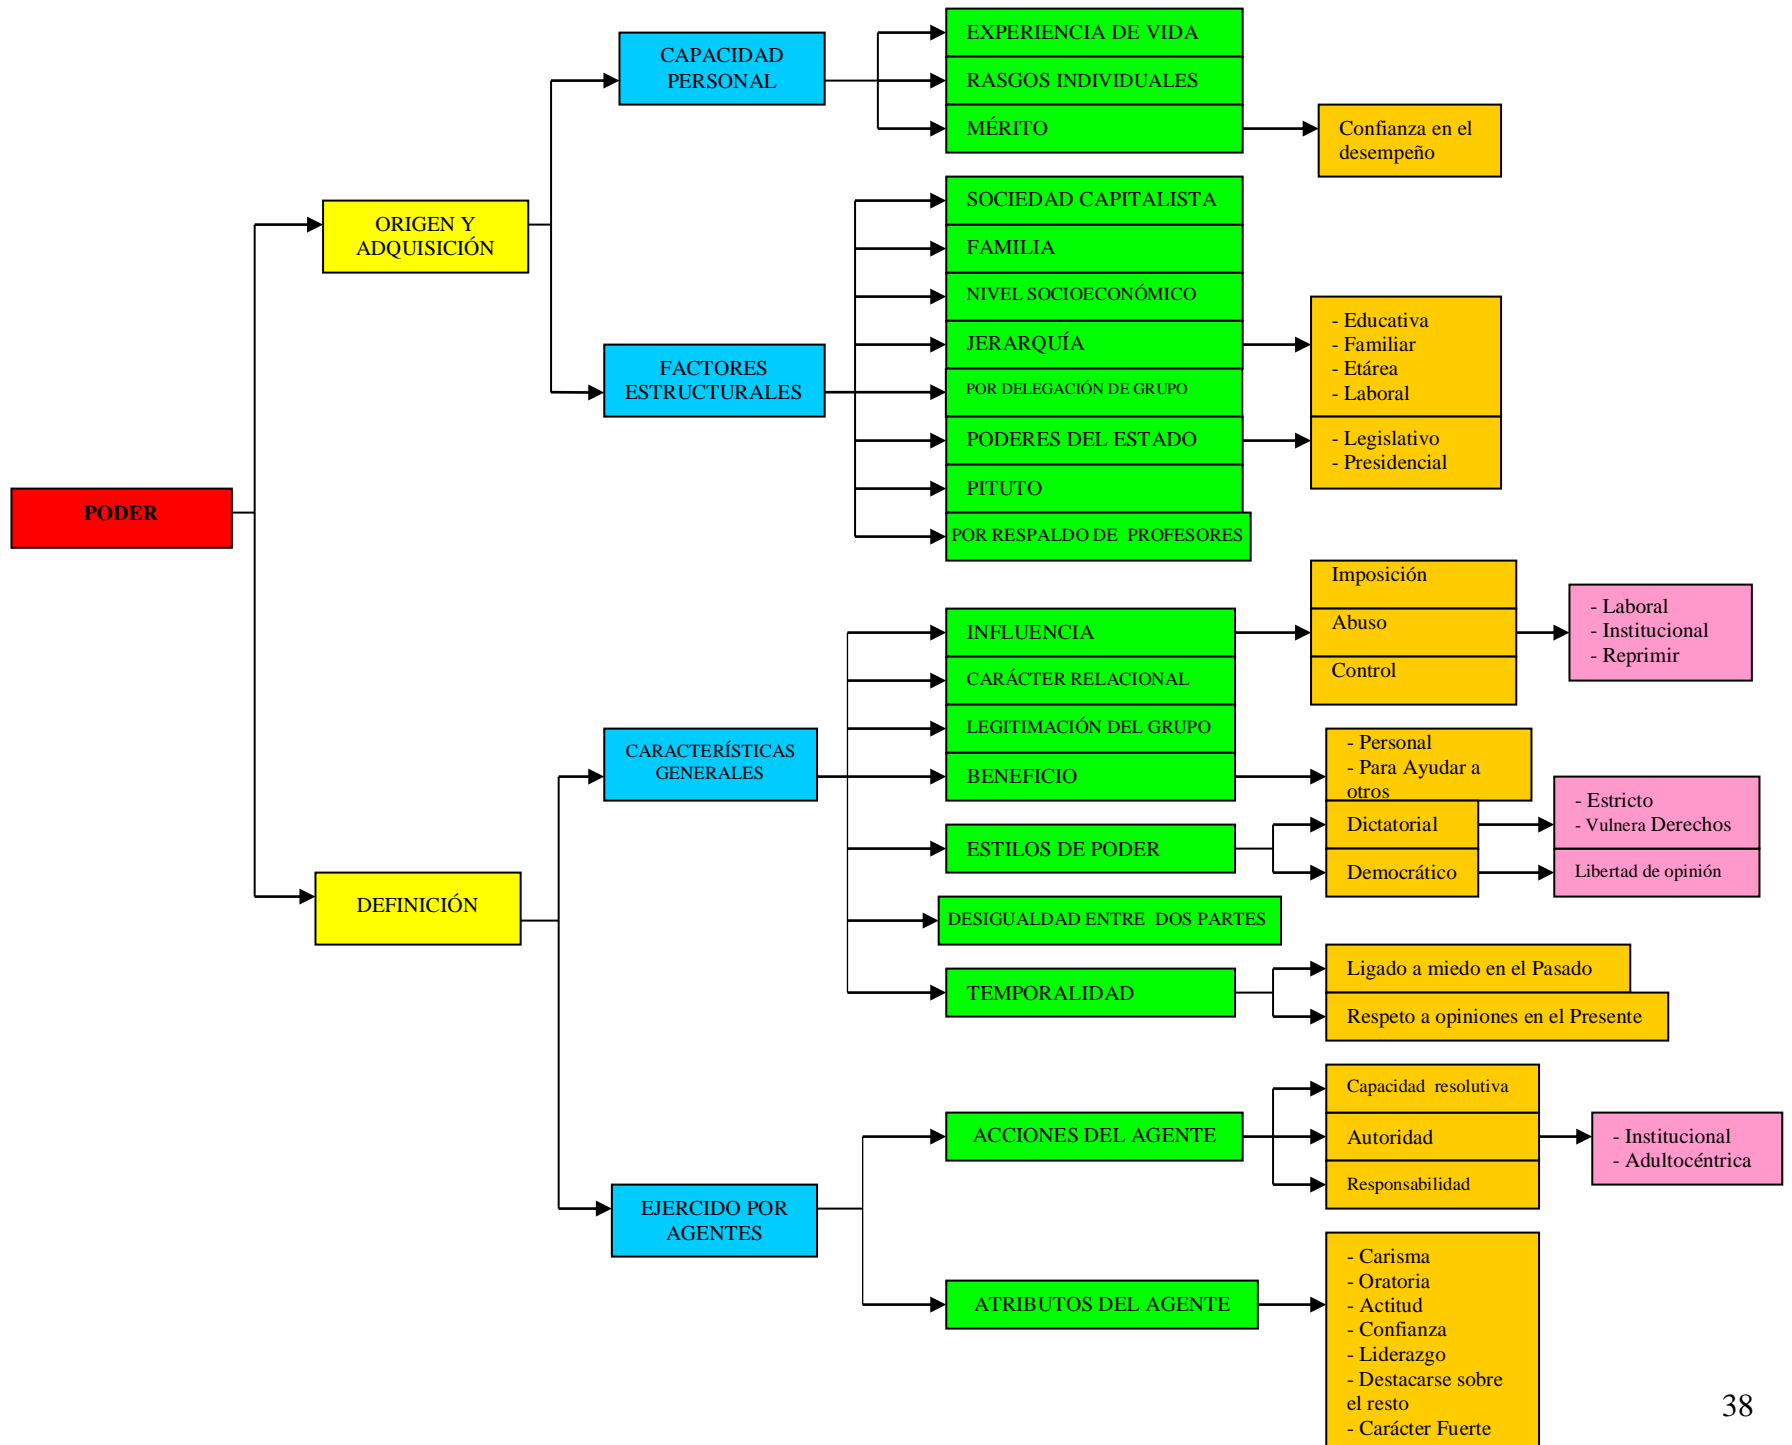 PODER
ORIGEN Y
ADQUISICIÓN
CAPACIDAD
PERSONAL
EXPERIENCIA DE VIDA
RASGOS INDIVIDUALES
MÉRITO
Confianza en el
desempeño
FACTORES
ESTRUCTURALES
SOCIEDAD CAPITALISTA
FAMILIA
NIVEL SOCIOECONÓMICO
JERARQUÍA
- Educativa
- Familiar
- Etárea
- Laboral
POR DELEGACIÓN DE GRUPO
PODERES DEL ESTADO
- Legislativo
- Presidencial
PITUTO
POR RESPALDO DE PROFESORES
DEFINICIÓN
CARACTERÍSTICAS
GENERALES
INFLUENCIA
Imposición
Abuso
Control
- Laboral
- Institucional
- Reprimir
CARÁCTER RELACIONAL
LEGITIMACIÓN DEL GRUPO
BENEFICIO
- Personal
- Para Ayudar a
otros
ESTILOS DE PODER
Dictatorial
- Estricto
- Vulnera Derechos
Democrático
Libertad de opinión
DESIGUALDAD ENTRE DOS PARTES
TEMPORALIDAD
Ligado a miedo en el Pasado
Respeto a opiniones en el Presente
EJERCIDO POR
AGENTES
ACCIONES DEL AGENTE
Capacidad resolutiva
Autoridad
- Institucional
- Adultocéntrica
Responsabilidad
ATRIBUTOS DEL AGENTE
- Carisma
- Oratoria
- Actitud
- Confianza
- Liderazgo
- Destacarse sobre
el resto
- Carácter Fuerte
38